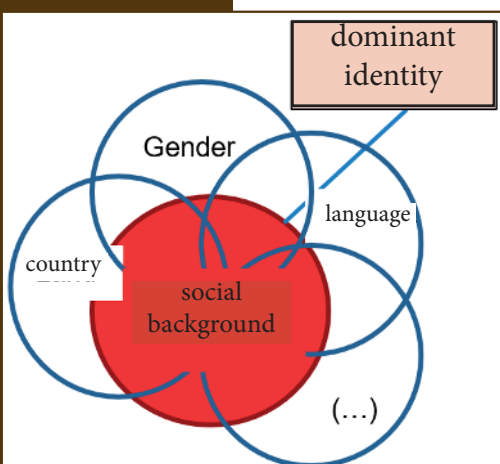 dominant
identity
Gender
language
country
social
background
(...)